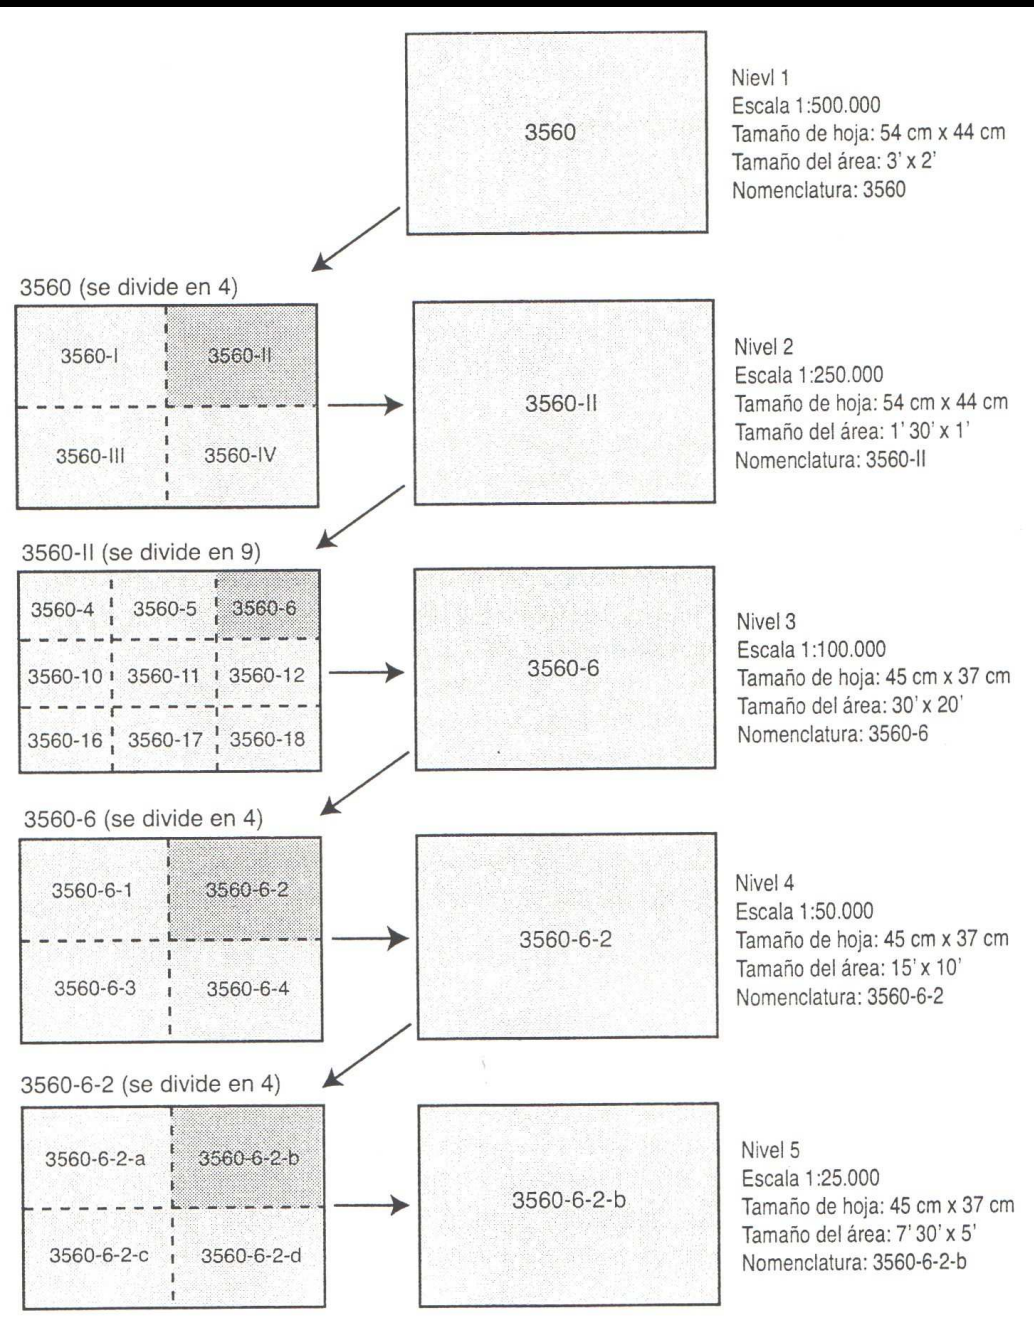 3560
Nievl 1
Escala 1:500.000
Tamaño de hoja: 54 cm x 44 cm
Tamaño del área: 3' x 2'
Nomenclatura: 3560
3560 (se divide en 4)
3560-I
3560-II
3560-III
3560-IV
3560-II
Nivel 2
Escala 1:250.000
Tamaño de hoja: 54 cm x 44 cm
Tamaño del área: 1' 30' x 1'
Nomenclatura: 3560-II
3560-II (se divide en 9)
3560-4
3560-5
3560-6
3560-10
3560-11
3560-12
3560-16
3560-17
3560-18
3560-6
Nivel 3
Escala 1:100.000
Tamaño de hoja: 45 cm x 37 cm
Tamaño del área: 30' x 20'
Nomenclatura: 3560-6
3560-6 (se divide en 4)
3560-6-1
3560-6-2
3560-6-3
3560-6-4
3560-6-2
Nivel 4
Escala 1:50.000
Tamaño de hoja: 45 cm x 37 cm
Tamaño del área: 15' x 10'
Nomenclatura: 3560-6-2
3560-6-2 (se divide en 4)
3560-6-2-a
3560-6-2-b
3560-6-2-c
3560-6-2-d
3560-6-2-b
Nivel 5
Escala 1:25.000
Tamaño de hoja: 45 cm x 37 cm
Tamaño del área: 7' 30' x 5'
Nomenclatura: 3560-6-2-b